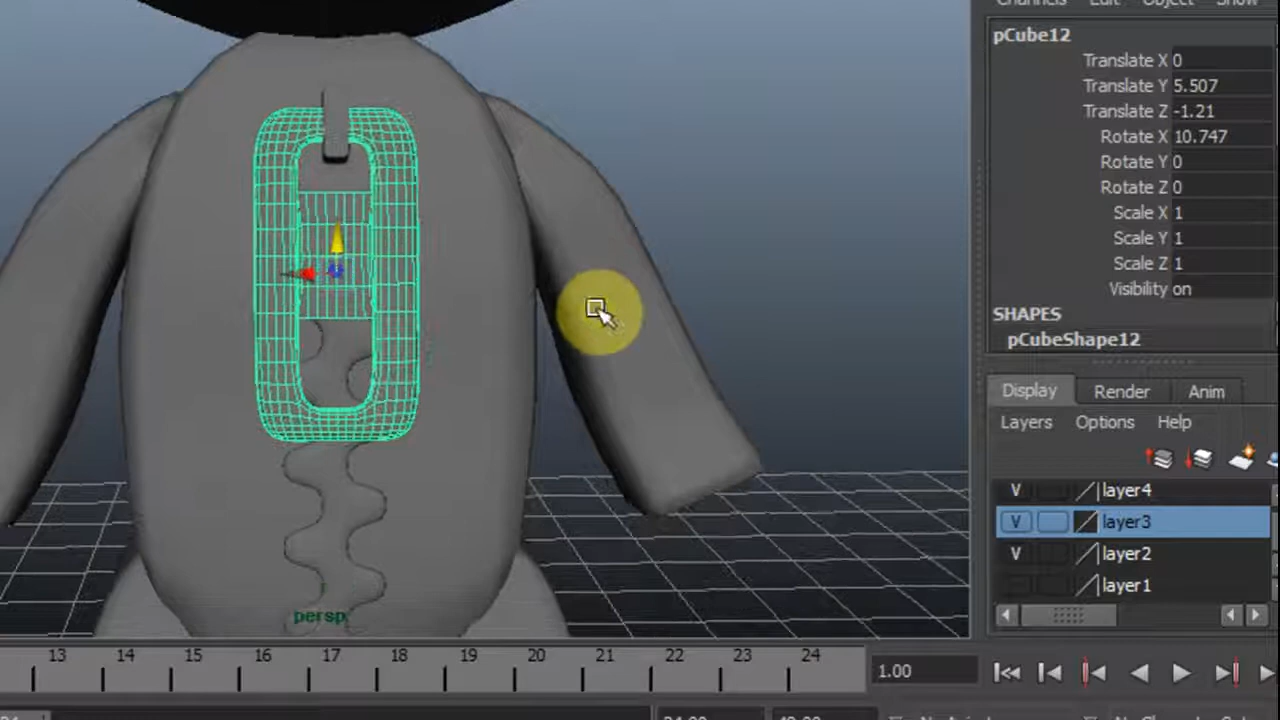 Channels Edit Object Show
pCube12
Translate X 0
Translate Y 5.507
Translate Z -1.21
Rotate X 10.747
Rotate Y 0
Rotate Z 0
Scale X 1
Scale Y 1
Scale Z 1
Visibility on
SHAPES
pCubeShape12
Display Render Anim
Layers Options Help
V layer4
V layer3
V layer2
layer1
persp
13 14 15 16 17 18 19 20 21 22 23 24
1.00